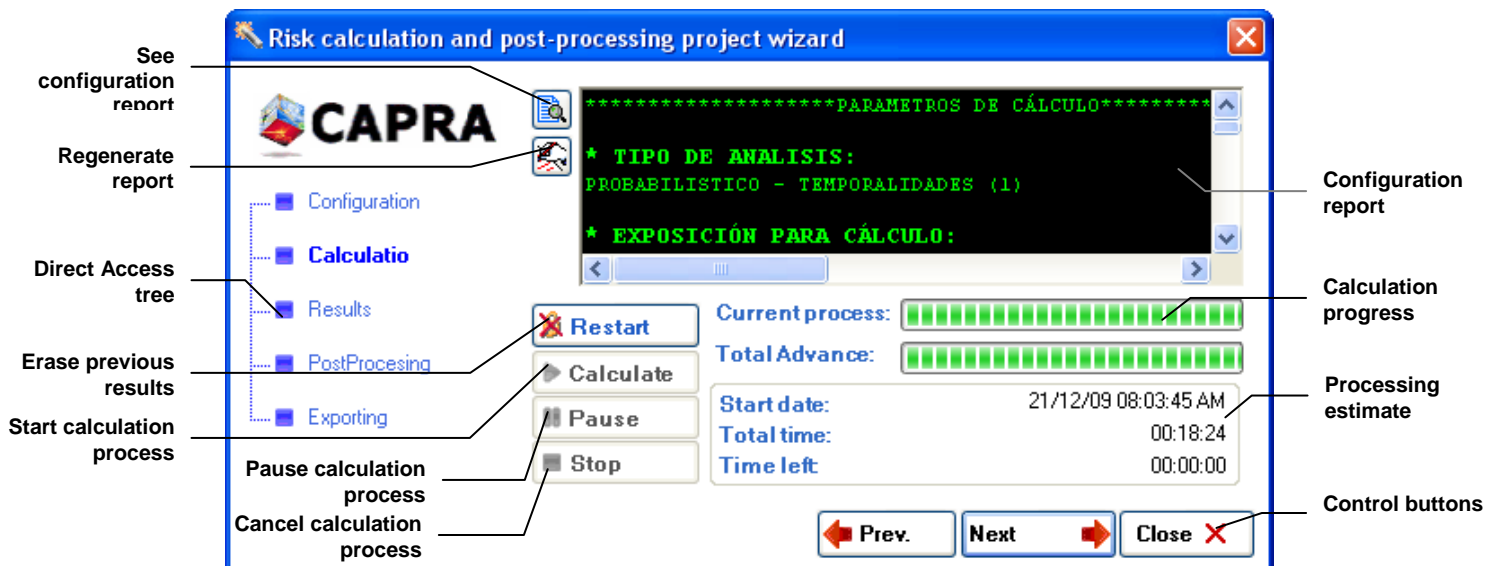 Risk calculation and post-processing project wizard
See
configuration
report
CAPRA
*********************PARAMETROS DE CÁLCULO*********
Regenerate
report
* TIPO DE ANALISIS:
PROBABILISTICO - TEMPORALIDADES (1)
* EXPOSICIÓN PARA CÁLCULO:
Configuration
report
Configuration
Calculatio
Results
PostProcesing
Exporting
Direct Access
tree
Erase previous
results
Start calculation
process
Pause calculation
process
Cancel calculation
process
Restart
Calculate
Pause
Stop
Current process:
Total Advance:
Calculation
progress
Start date: 21/12/09 08:03:45 AM
Total time: 00:18:24
Time left: 00:00:00
Processing
estimate
Prev.
Next
Close
Control buttons